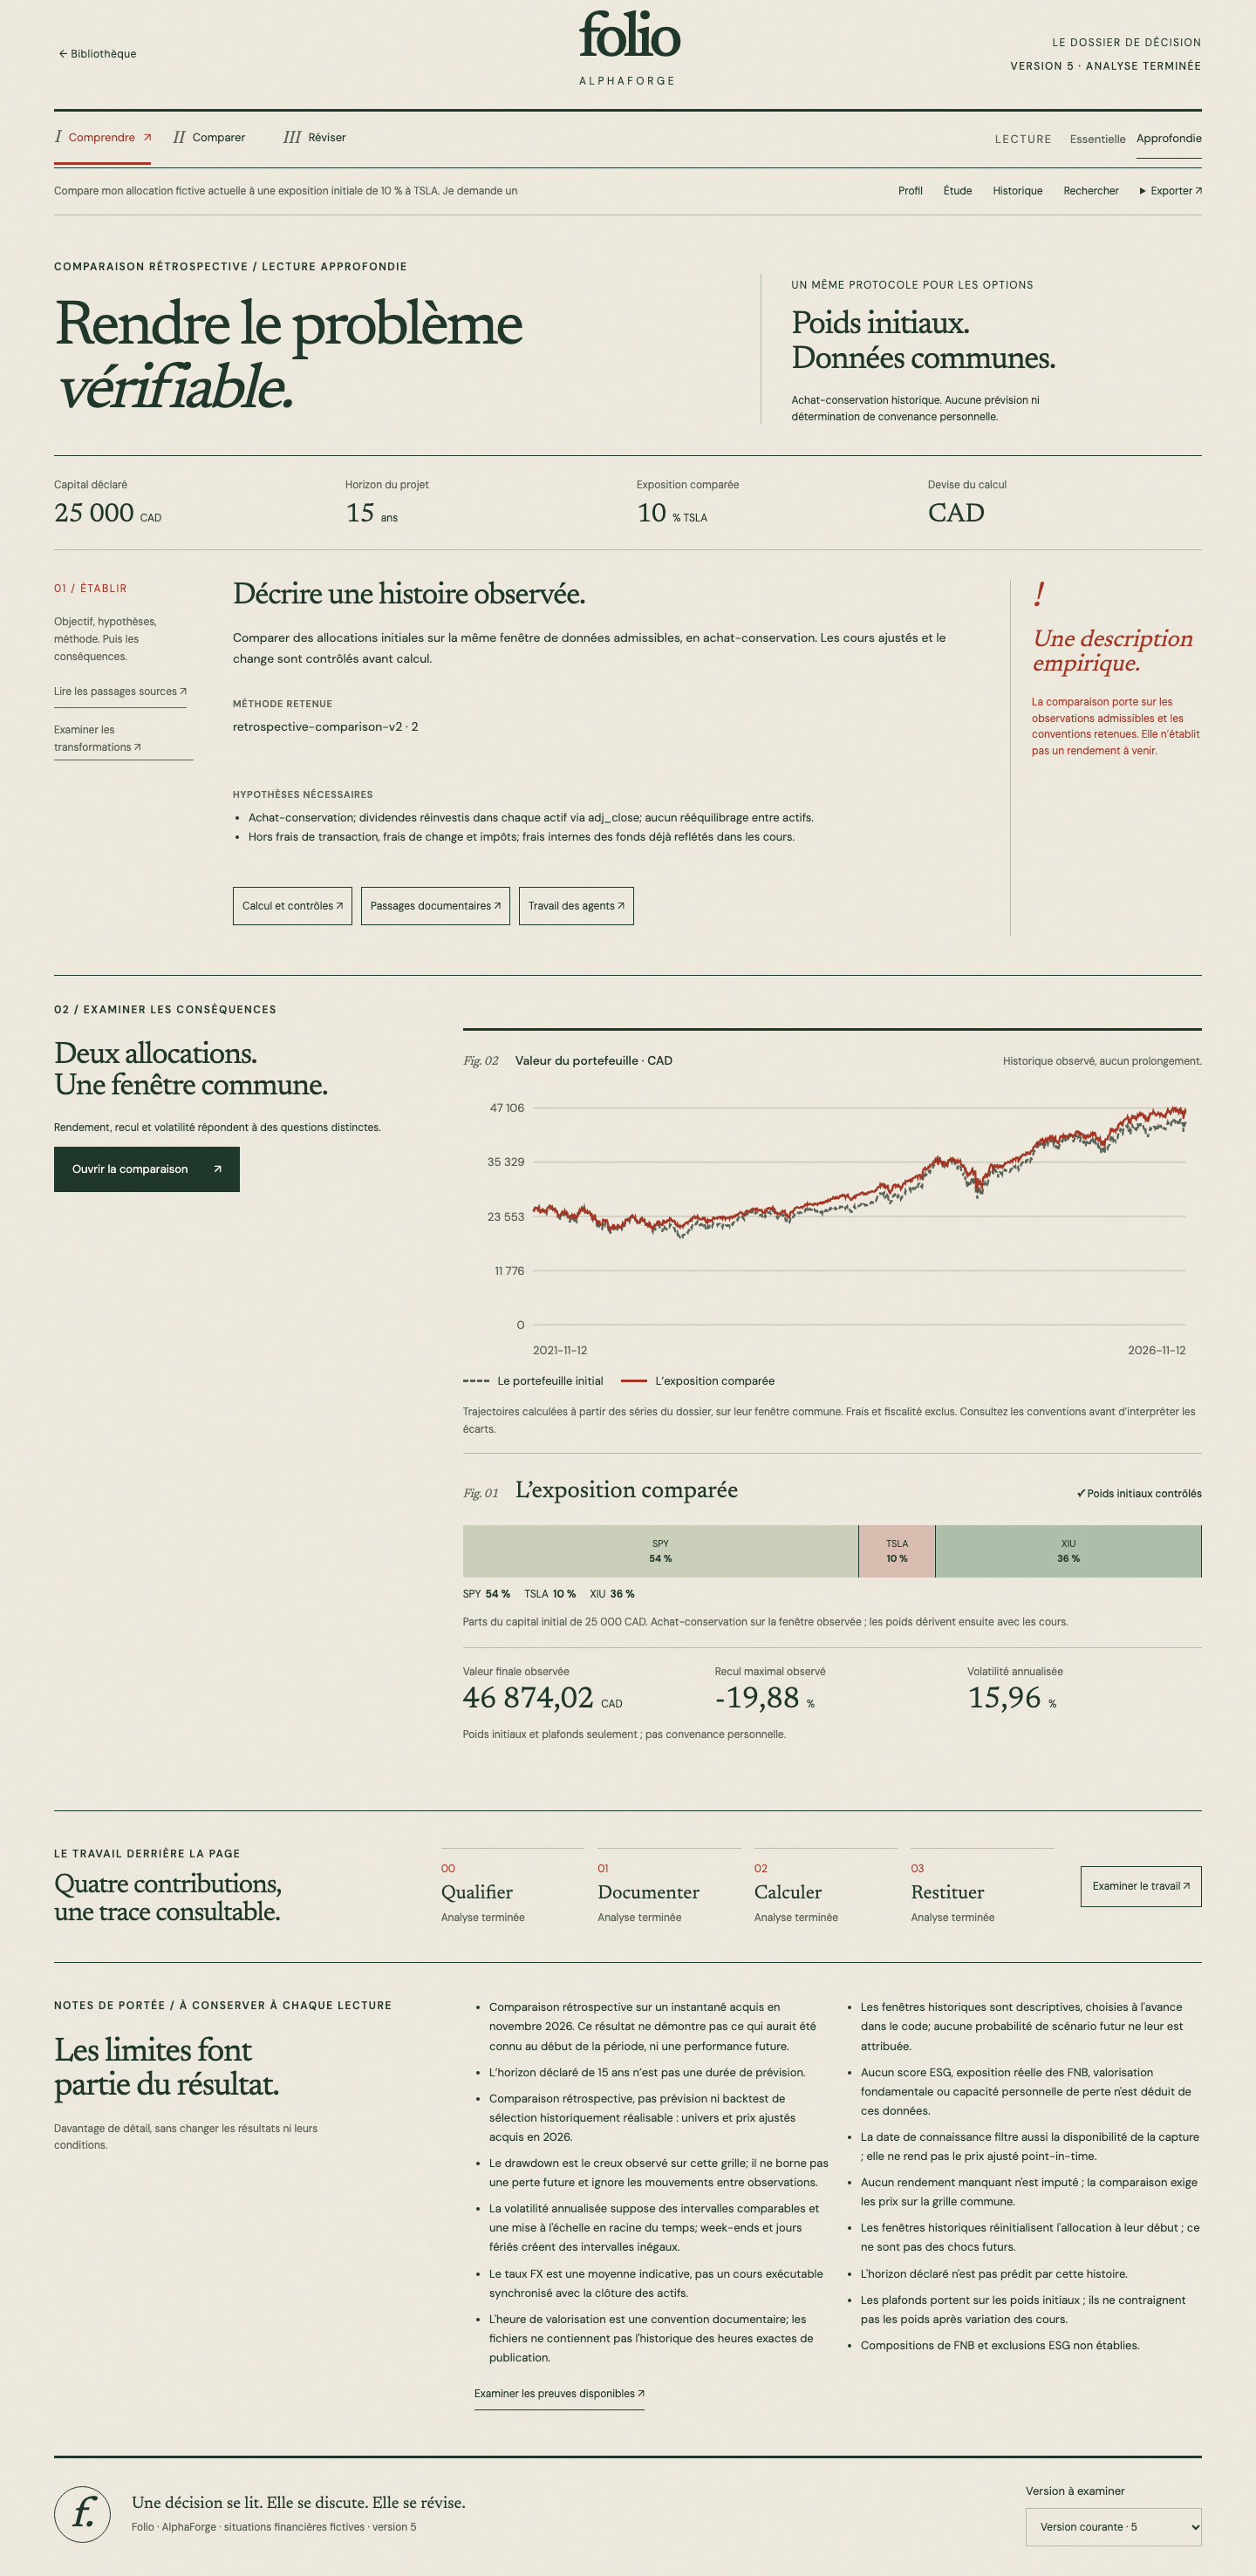 ← Bibliothèque
folio
ALPHAFORGE
LE DOSSIER DE DÉCISION
VERSION 5 · ANALYSE TERMINÉE
I Comprendre ↗ II Comparer III Réviser
LECTURE Essentielle Approfondie
Compare mon allocation fictive actuelle à une exposition initiale de 10 % à TSLA. Je demande un
Profil Étude Historique Rechercher ▶ Exporter ↗
COMPARAISON RÉTROSPECTIVE / LECTURE APPROFONDIE
Rendre le problème
vérifiable.
UN MÊME PROTOCOLE POUR LES OPTIONS
Poids initiaux.
Données communes.
Achat-conservation historique. Aucune prévision ni
détermination de convenance personnelle.
Capital déclaré
25 000 CAD
Horizon du projet
15 ans
Exposition comparée
10 % TSLA
Devise du calcul
CAD
01 / ÉTABLIR
Objectif, hypothèses,
méthode. Puis les
conséquences.
Lire les passages sources ↗
Examiner les
transformations ↗
Décrire une histoire observée.
Comparer des allocations initiales sur la même fenêtre de données admissibles, en achat-conservation. Les cours ajustés et le
change sont contrôlés avant calcul.
MÉTHODE RETENUE
retrospective-comparison-v2 · 2
HYPOTHÈSES NÉCESSAIRES
• Achat-conservation; dividendes réinvestis dans chaque actif via adj_close; aucun rééquilibrage entre actifs.
• Hors frais de transaction, frais de change et impôts; frais internes des fonds déjà reflétés dans les cours.
Calcul et contrôles ↗ Passages documentaires ↗ Travail des agents ↗
!
Une description
empirique.
La comparaison porte sur les
observations admissibles et les
conventions retenues. Elle n’établit
pas un rendement à venir.
02 / EXAMINER LES CONSÉQUENCES
Deux allocations.
Une fenêtre commune.
Rendement, recul et volatilité répondent à des questions distinctes.
Ouvrir la comparaison ↗
Fig. 02 Valeur du portefeuille · CAD
Historique observé, aucun prolongement.
47 106
35 329
23 553
11 776
0
2021-11-12 2026-11-12
Le portefeuille initial L’exposition comparée
Trajectoires calculées à partir des séries du dossier, sur leur fenêtre commune. Frais et fiscalité exclus. Consultez les conventions avant d’interpréter les
écarts.
Fig. 01 L’exposition comparée
✓ Poids initiaux contrôlés
SPY
54 %
TSLA
10 %
XIU
36 %
SPY 54 % TSLA 10 % XIU 36 %
Parts du capital initial de 25 000 CAD. Achat-conservation sur la fenêtre observée ; les poids dérivent ensuite avec les cours.
Valeur finale observée
46 874,02 CAD
Recul maximal observé
-19,88 %
Volatilité annualisée
15,96 %
Poids initiaux et plafonds seulement ; pas convenance personnelle.
LE TRAVAIL DERRIÈRE LA PAGE
Quatre contributions,
une trace consultable.
00
Qualifier
Analyse terminée
01
Documenter
Analyse terminée
02
Calculer
Analyse terminée
03
Restituer
Analyse terminée
Examiner le travail ↗
NOTES DE PORTÉE / À CONSERVER À CHAQUE LECTURE
Les limites font
partie du résultat.
Davantage de détail, sans changer les résultats ni leurs
conditions.
• Comparaison rétrospective sur un instantané acquis en
novembre 2026. Ce résultat ne démontre pas ce qui aurait été
connu au début de la période, ni une performance future.
• L’horizon déclaré de 15 ans n’est pas une durée de prévision.
• Comparaison rétrospective, pas prévision ni backtest de
sélection historiquement réalisable : univers et prix ajustés
acquis en 2026.
• Le drawdown est le creux observé sur cette grille; il ne borne pas
une perte future et ignore les mouvements entre observations.
• La volatilité annualisée suppose des intervalles comparables et
une mise à l'échelle en racine du temps; week-ends et jours
fériés créent des intervalles inégaux.
• Le taux FX est une moyenne indicative, pas un cours exécutable
synchronisé avec la clôture des actifs.
• L'heure de valorisation est une convention documentaire; les
fichiers ne contiennent pas l'historique des heures exactes de
publication.
• Les fenêtres historiques sont descriptives, choisies à l'avance
dans le code; aucune probabilité de scénario futur ne leur est
attribuée.
• Aucun score ESG, exposition réelle des FNB, valorisation
fondamentale ou capacité personnelle de perte n'est déduit de
ces données.
• La date de connaissance filtre aussi la disponibilité de la capture
; elle ne rend pas le prix ajusté point-in-time.
• Aucun rendement manquant n'est imputé ; la comparaison exige
les prix sur la grille commune.
• Les fenêtres historiques réinitialisent l'allocation à leur début ; ce
ne sont pas des chocs futurs.
• L'horizon déclaré n'est pas prédit par cette histoire.
• Les plafonds portent sur les poids initiaux ; ils ne contraignent
pas les poids après variation des cours.
• Compositions de FNB et exclusions ESG non établies.
Examiner les preuves disponibles ↗
f.
Une décision se lit. Elle se discute. Elle se révise.
Folio · AlphaForge · situations financières fictives · version 5
Version à examiner
Version courante · 5